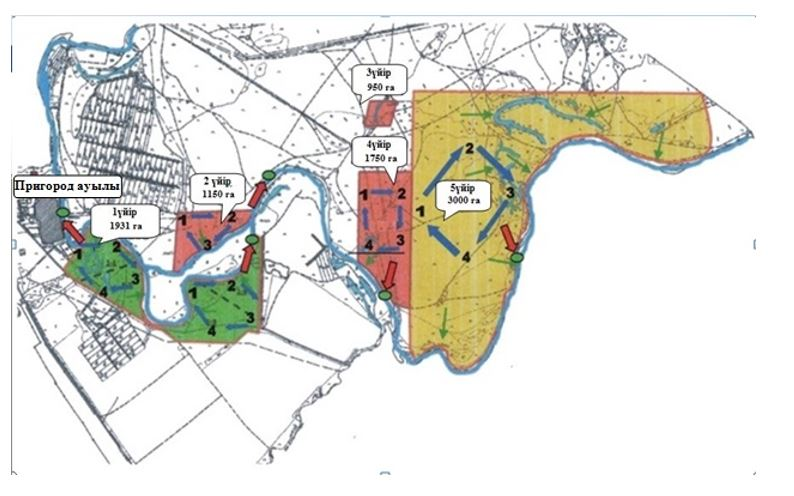 3үйір
950 га
4үйір
1750 га
Пригород ауылы
2 үйір
1150 га
1үйір
1931 га
5үйір
3000 га
2
1
3
4
1
2
3
4
1
2
3
1
2
3
4
1
2
3
4